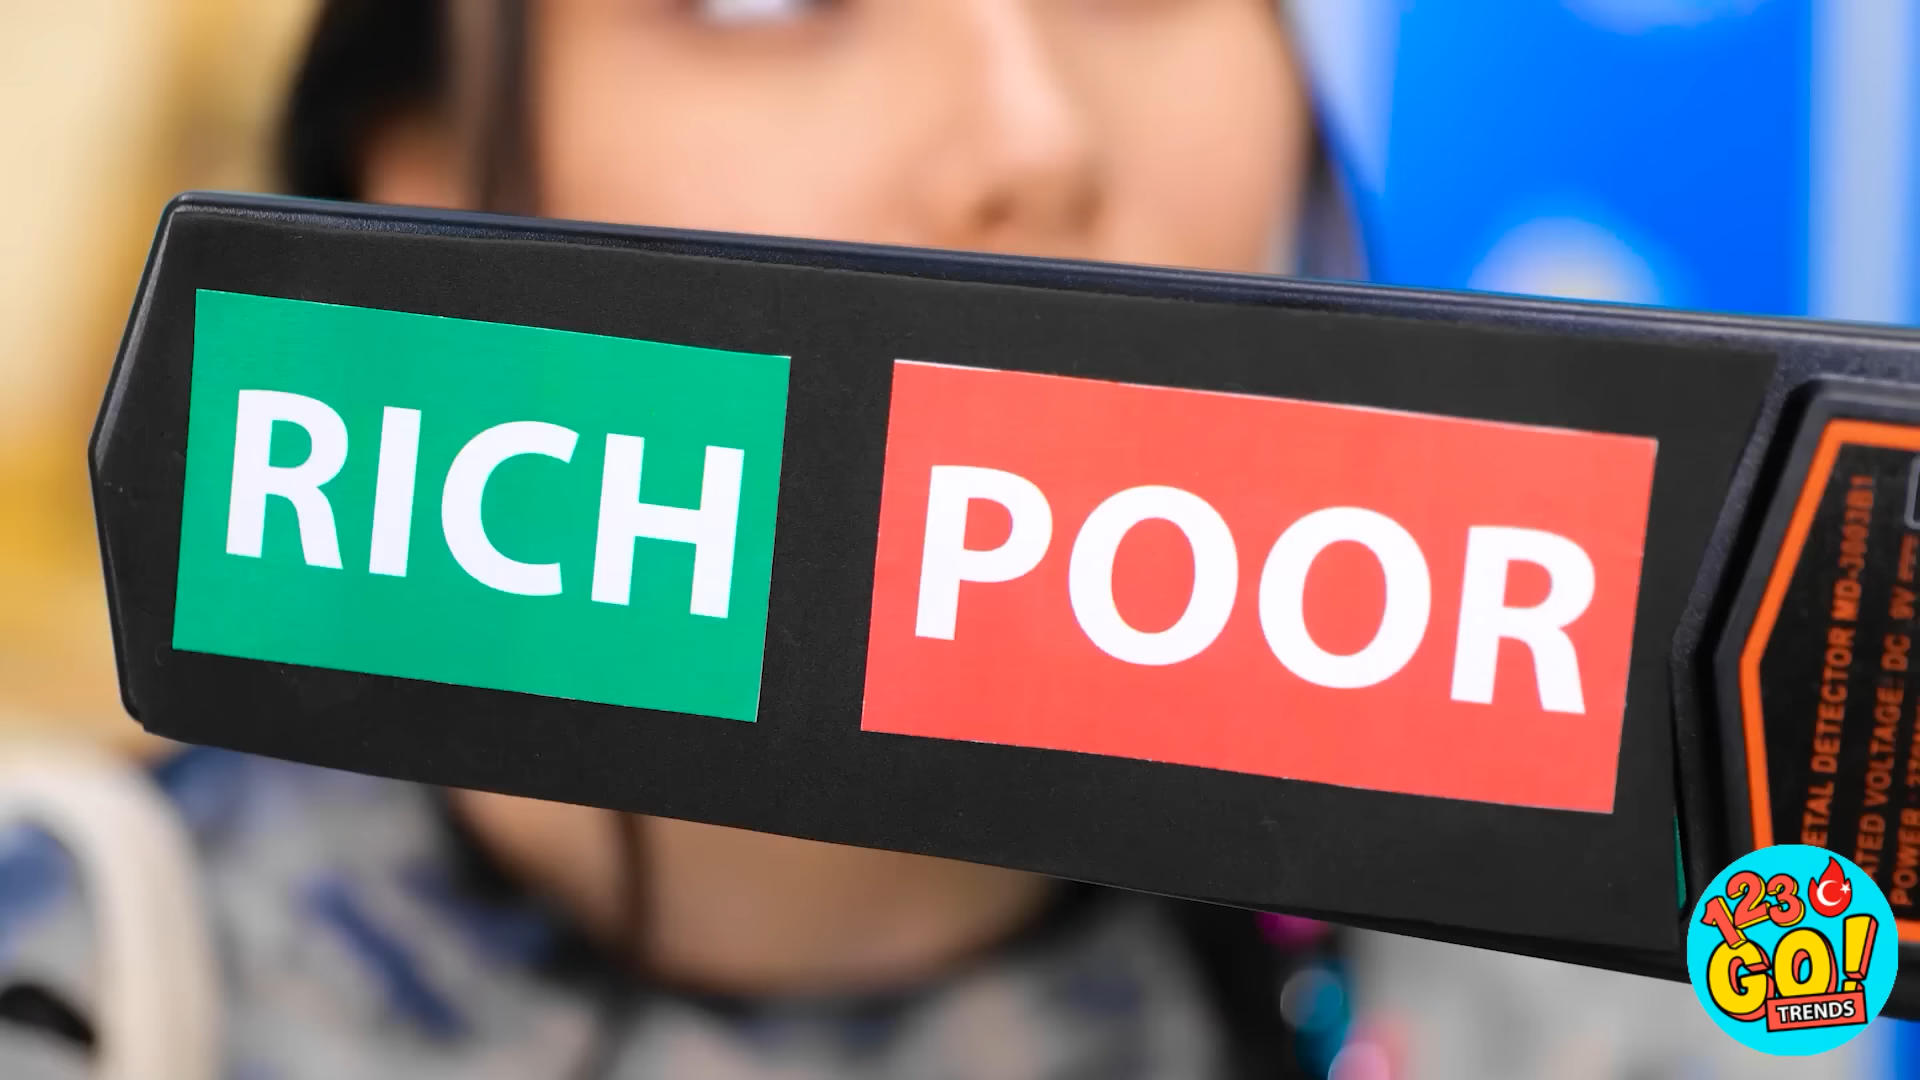 RICH
POOR
METAL DETECTOR MD-3003B1
RATED VOLTAGE: DC 9V
POWER:
123
GO!
TRENDS